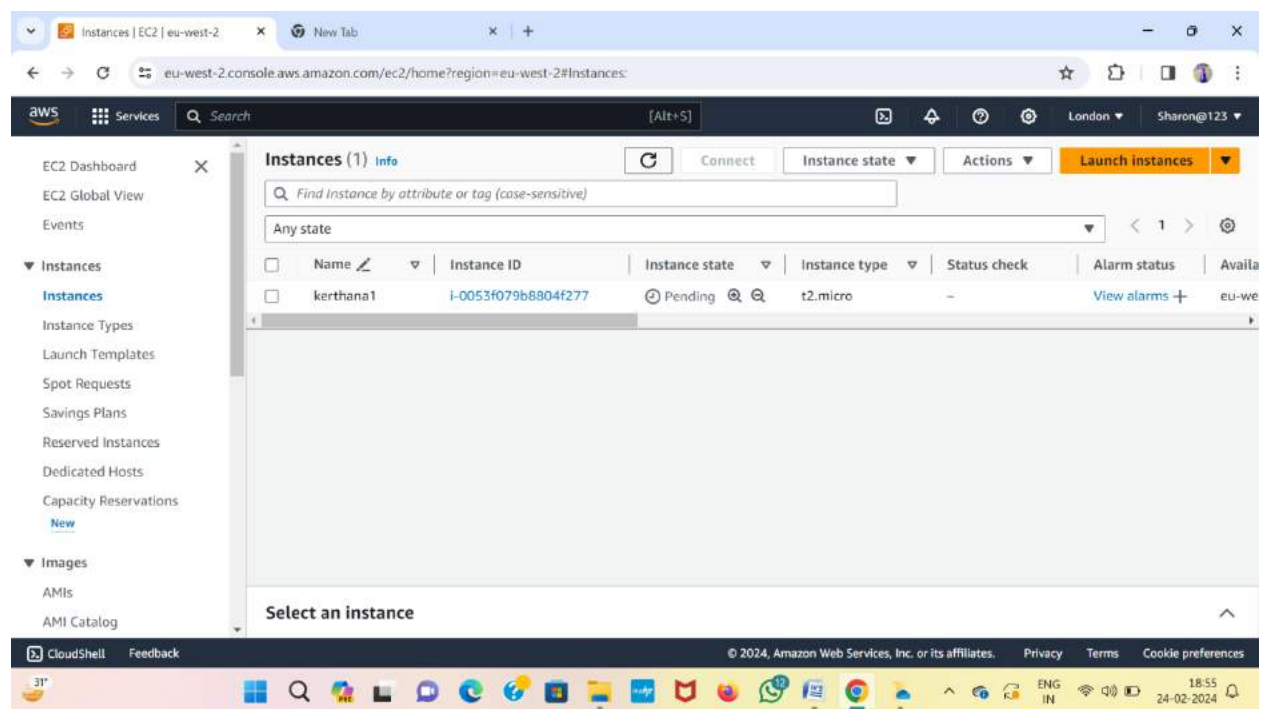 Instances | EC2 | eu-west-2
New Tab
eu-west-2.console.aws.amazon.com/ec2/home?region=eu-west-2#Instances:
aws Services Search [Alt+S] London Sharon@123
EC2 Dashboard
EC2 Global View
Events
Instances
Instances
Instance Types
Launch Templates
Spot Requests
Savings Plans
Reserved Instances
Dedicated Hosts
Capacity Reservations
New
Images
AMIs
AMI Catalog
Instances (1) Info Connect Instance state Actions Launch instances
Find Instance by attribute or tag (case-sensitive)
Any state 1
Name Instance ID Instance state Instance type Status check Alarm status Availa
kerthana1 i-0053f079b8804f277 Pending t2.micro – View alarms + eu-we
Select an instance
CloudShell Feedback © 2024, Amazon Web Services, Inc. or its affiliates. Privacy Terms Cookie preferences
31° 12 ENG 18:55
IN 24-02-2024